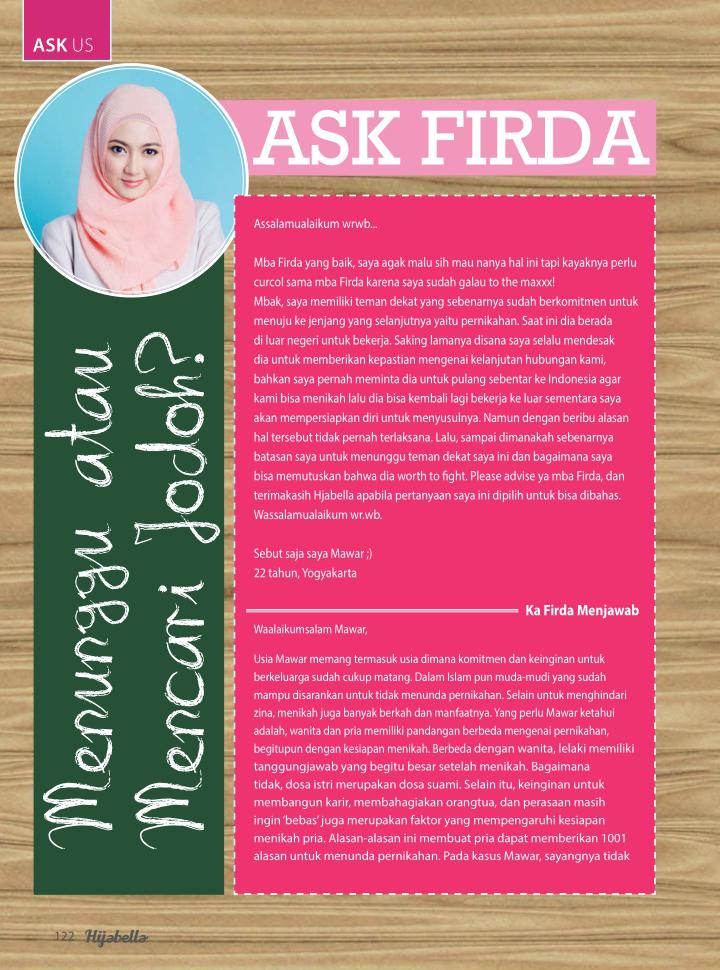 ASK US
ASK FIRDA
Menunggu atau
Mencari Jodoh?
Assalamualaikum wrwb...
Mba Firda yang baik, saya agak malu sih mau nanya hal ini tapi kayaknya perlu
curcol sama mba Firda karena saya sudah galau to the maxxx!
Mbak, saya memiliki teman dekat yang sebenarnya sudah berkomitmen untuk
menuju ke jenjang yang selanjutnya yaitu pernikahan. Saat ini dia berada
di luar negeri untuk bekerja. Saking lamanya disana saya selalu mendesak
dia untuk memberikan kepastian mengenai kelanjutan hubungan kami,
bahkan saya pernah meminta dia untuk pulang sebentar ke Indonesia agar
kami bisa menikah lalu dia bisa kembali lagi bekerja ke luar sementara saya
akan mempersiapkan diri untuk menyusulnya. Namun dengan beribu alasan
hal tersebut tidak pernah terlaksana. Lalu, sampai dimanakah sebenarnya
batasan saya untuk menunggu teman dekat saya ini dan bagaimana saya
bisa memutuskan bahwa dia worth to fight. Please advise ya mba Firda, dan
terimakasih Hjabella apabila pertanyaan saya ini dipilih untuk bisa dibahas.
Wassalamualaikum wr.wb.
Sebut saja saya Mawar ;)
22 tahun, Yogyakarta
Ka Firda Menjawab
Waalaikumsalam Mawar,
Usia Mawar memang termasuk usia dimana komitmen dan keinginan untuk
berkeluarga sudah cukup matang. Dalam Islam pun muda-mudi yang sudah
mampu disarankan untuk tidak menunda pernikahan. Selain untuk menghindari
zina, menikah juga banyak berkah dan manfaatnya. Yang perlu Mawar ketahui
adalah, wanita dan pria memiliki pandangan berbeda mengenai pernikahan,
begitupun dengan kesiapan menikah. Berbeda dengan wanita, lelaki memiliki
tanggungjawab yang begitu besar setelah menikah. Bagaimana
tidak, dosa istri merupakan dosa suami. Selain itu, keinginan untuk
membangun karir, membahagiakan orangtua, dan perasaan masih
ingin 'bebas' juga merupakan faktor yang mempengaruhi kesiapan
menikah pria. Alasan-alasan ini membuat pria dapat memberikan 1001
alasan untuk menunda pernikahan. Pada kasus Mawar, sayangnya tidak
122 Hijabella